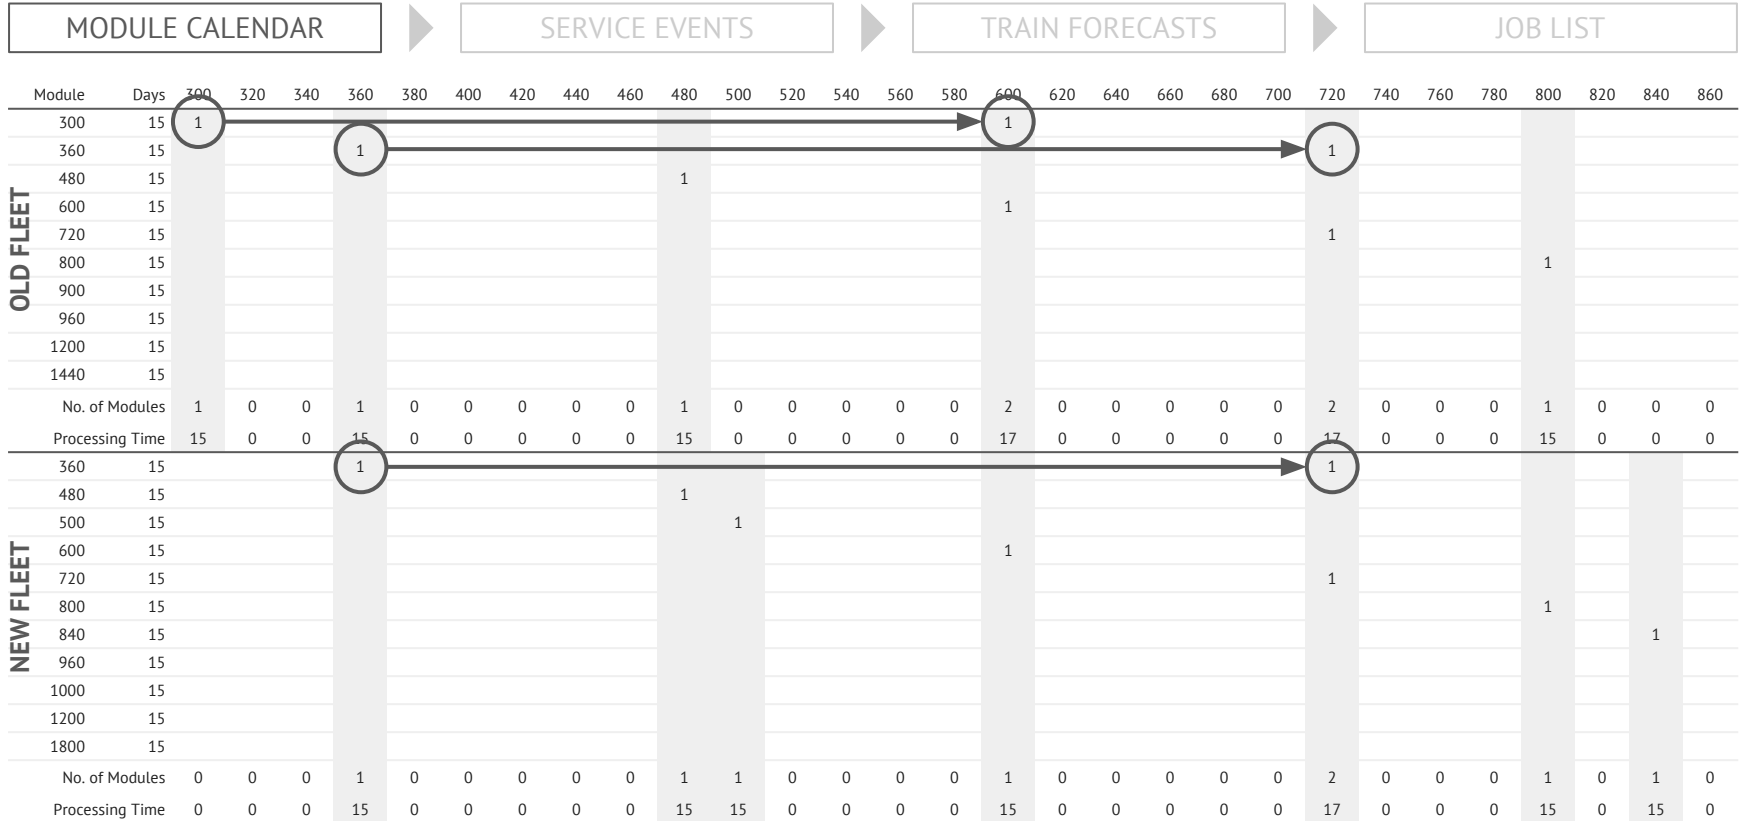 MODULE CALENDAR SERVICE EVENTS TRAIN FORECASTS JOB LIST
Module Days 300 320 340 360 380 400 420 440 460 480 500 520 540 560 580 600 620 640 660 680 700 720 740 760 780 800 820 840 860
OLD FLEET
300 15 1 1
360 15 1 1
480 15 1
600 15 1
720 15 1
800 15 1
900 15
960 15
1200 15
1440 15
No. of Modules 1 0 0 1 0 0 0 0 0 1 0 0 0 0 0 2 0 0 0 0 0 2 0 0 0 1 0 0 0
Processing Time 15 0 0 15 0 0 0 0 0 15 0 0 0 0 0 17 0 0 0 0 0 17 0 0 0 15 0 0 0
NEW FLEET
360 15 1 1
480 15 1
500 15 1
600 15 1
720 15 1
800 15 1
840 15 1
960 15
1000 15
1200 15
1800 15
No. of Modules 0 0 0 1 0 0 0 0 0 1 1 0 0 0 0 1 0 0 0 0 0 2 0 0 0 1 0 1 0
Processing Time 0 0 0 15 0 0 0 0 0 15 15 0 0 0 0 15 0 0 0 0 0 17 0 0 0 15 0 15 0